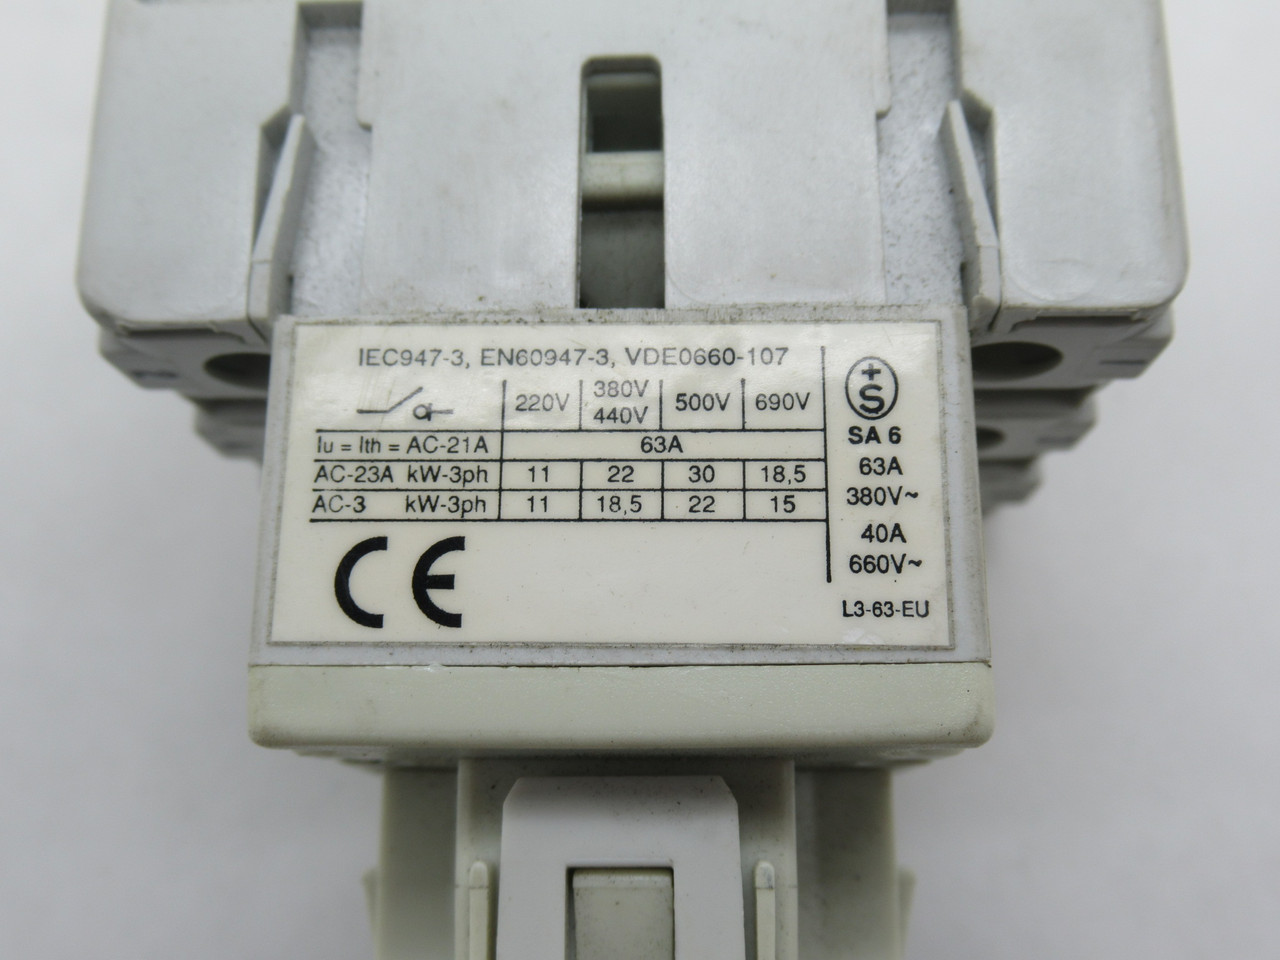 IEC947-3, EN60947-3, VDE0660-107
220V 380V 440V 500V 690V
Iu = Ith = AC-21A 63A
AC-23A kW-3ph 11 22 30 18,5
AC-3 kW-3ph 11 18,5 22 15
CE
+S
SA 6
63A
380V~
40A
660V~
L3-63-EU